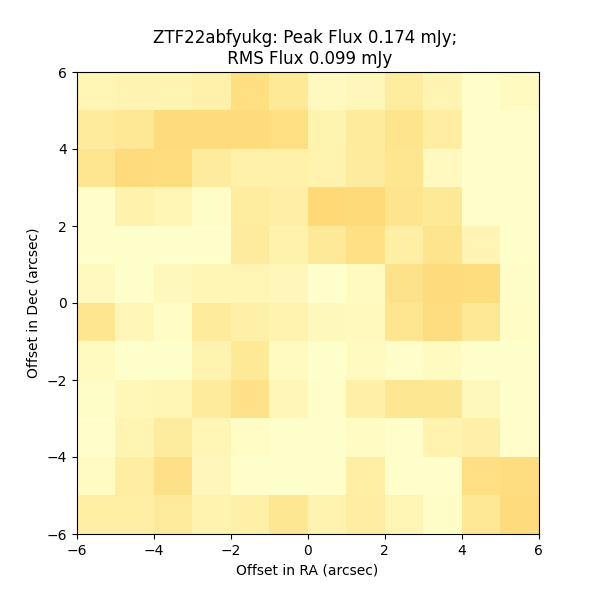 ZTF22abfyukg: Peak Flux 0.174 mJy;
RMS Flux 0.099 mJy
6
4
2
0
−2
−4
−6
Offset in Dec (arcsec)
−6 −4 −2 0 2 4 6
Offset in RA (arcsec)